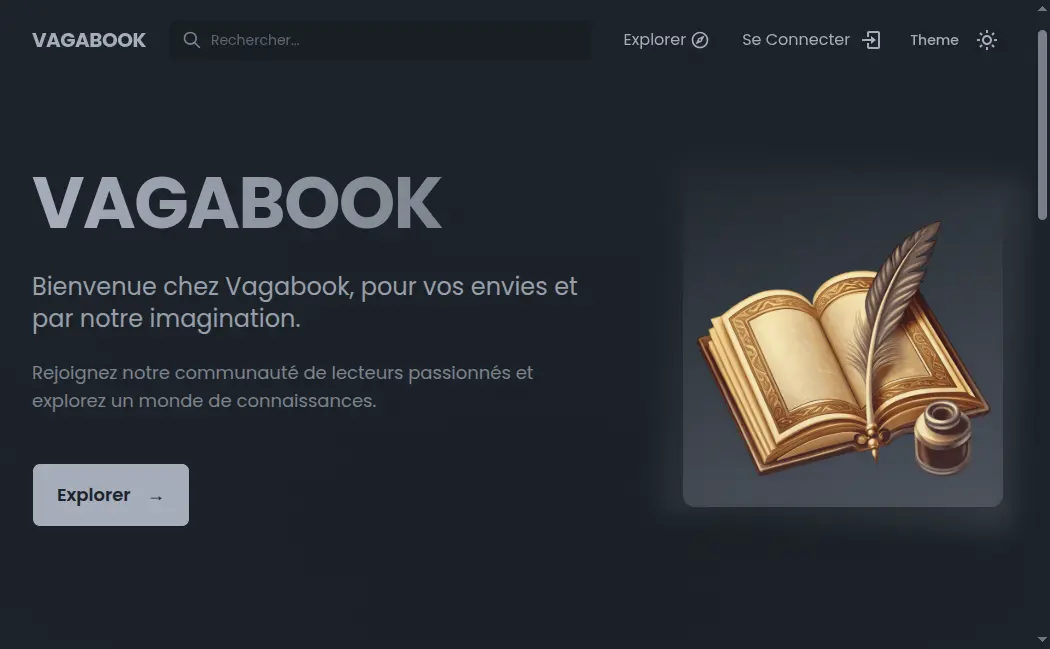 VAGABOOK
Rechercher...
Explorer
Se Connecter
Theme
VAGABOOK
Bienvenue chez Vagabook, pour vos envies et
par notre imagination.
Rejoignez notre communauté de lecteurs passionnés et
explorez un monde de connaissances.
Explorer →